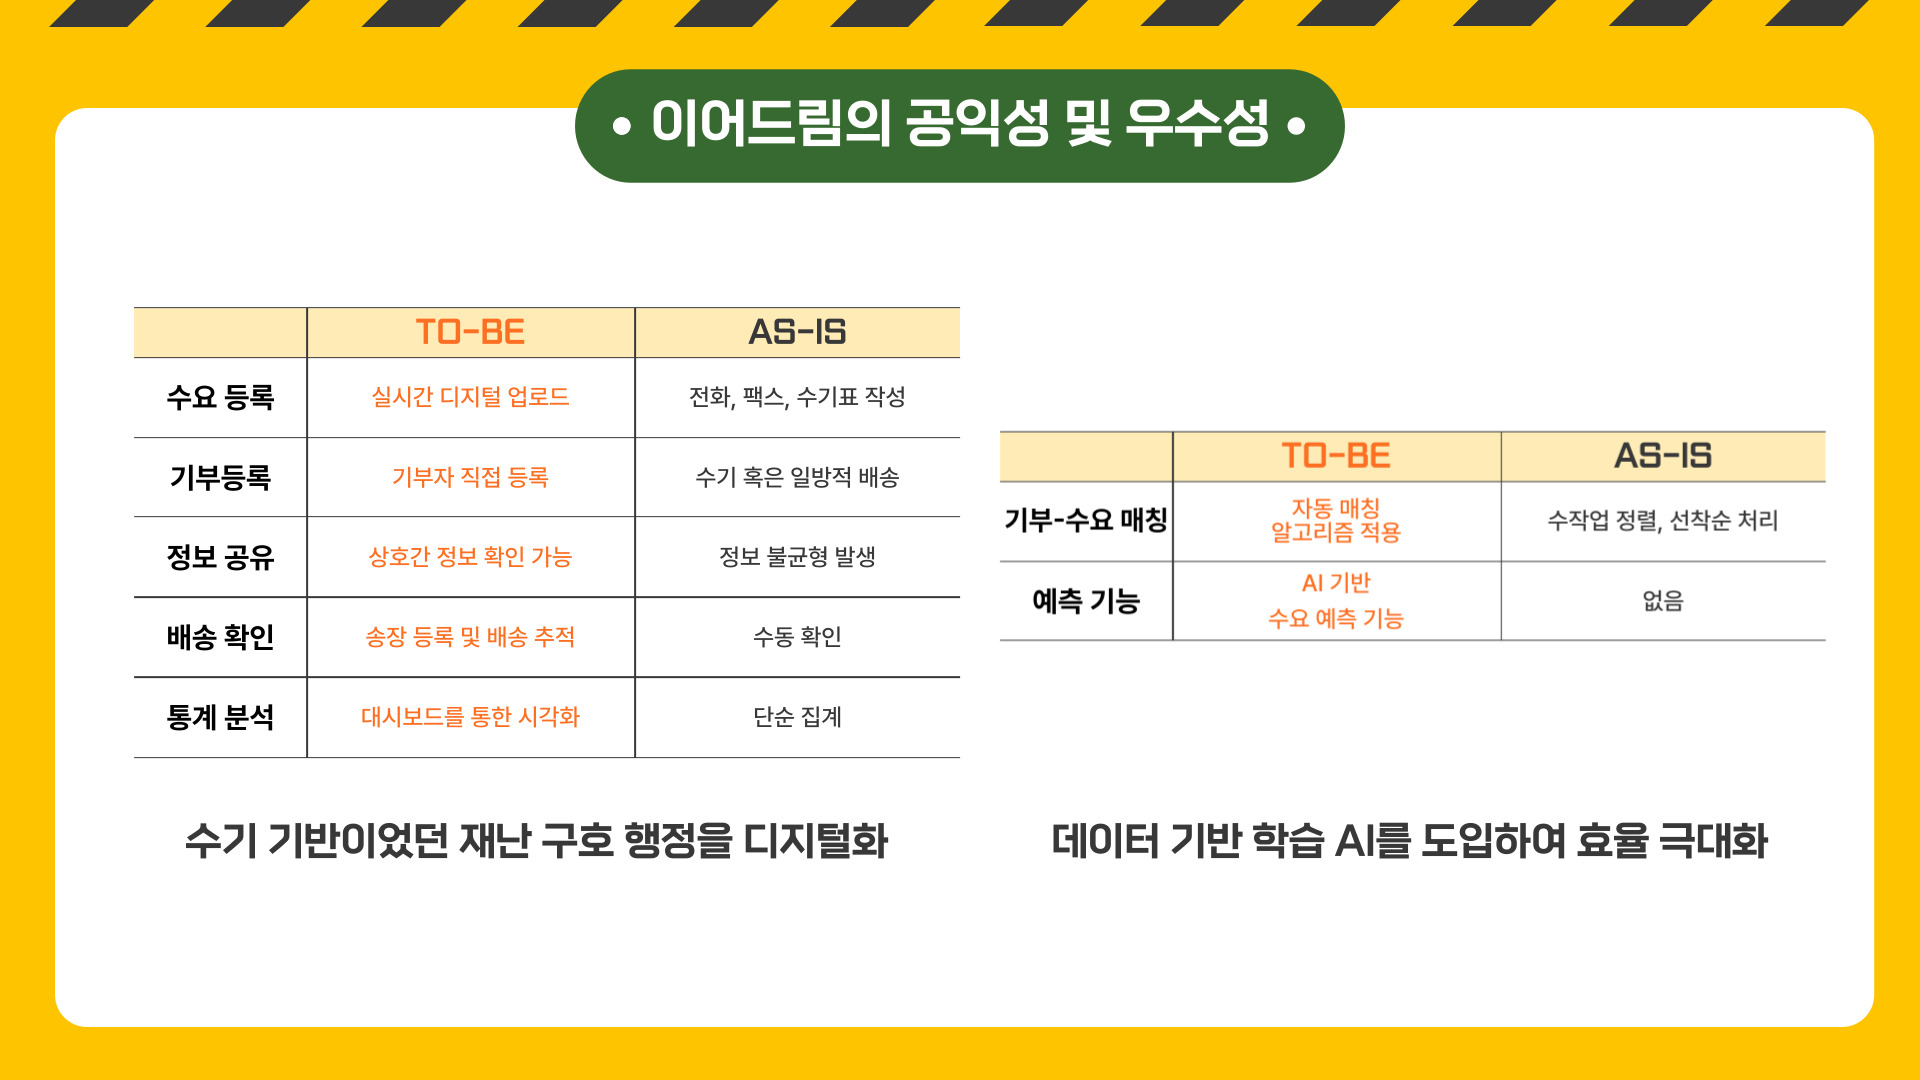 • 이어드림의 공익성 및 우수성 •
TO-BE AS-IS
수요 등록 실시간 디지털 업로드 전화, 팩스, 수기표 작성
기부등록 기부자 직접 등록 수기 혹은 일방적 배송
정보 공유 상호간 정보 확인 가능 정보 불균형 발생
배송 확인 송장 등록 및 배송 추적 수동 확인
통계 분석 대시보드를 통한 시각화 단순 집계
수기 기반이었던 재난 구호 행정을 디지털화
TO-BE AS-IS
기부-수요 매칭 자동 매칭
알고리즘 적용 수작업 정렬, 선착순 처리
예측 기능 AI 기반
수요 예측 기능 없음
데이터 기반 학습 AI를 도입하여 효율 극대화